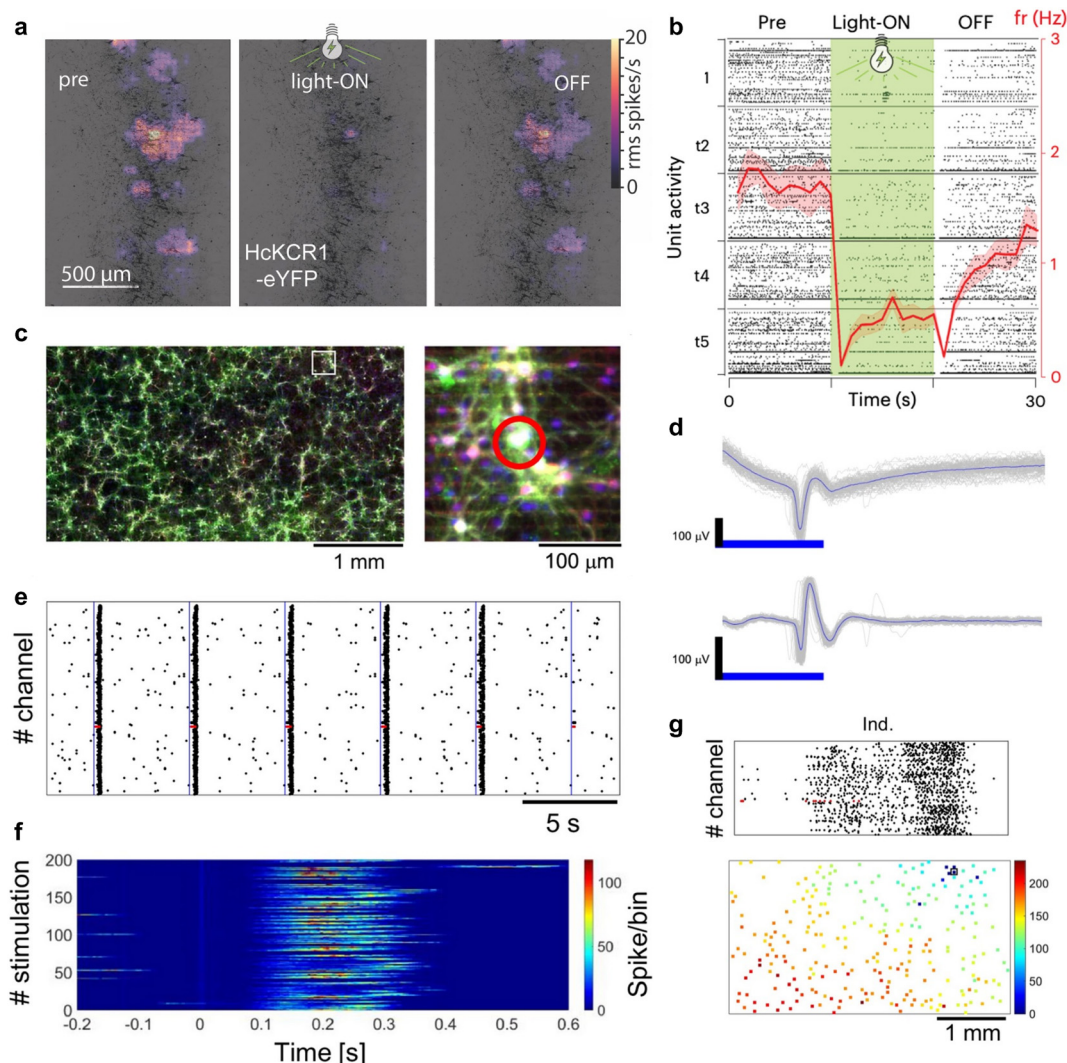 a
pre
light-ON
OFF
500 µm
HcKCR1
-eYFP
20
0
rms spikes/s
b
Pre
Light-ON
OFF
fr (Hz)
1
t2
t3
t4
t5
Unit activity
3
2
1
0
0
Time (s)
30
c
1 mm
100 µm
d
100 µV
100 µV
e
# channel
5 s
f
# stimulation
200
150
100
50
0
-0.2
-0.1
0
0.1
0.2
0.3
0.4
0.5
0.6
Time [s]
100
50
0
Spike/bin
g
Ind.
# channel
200
150
100
50
0
1 mm